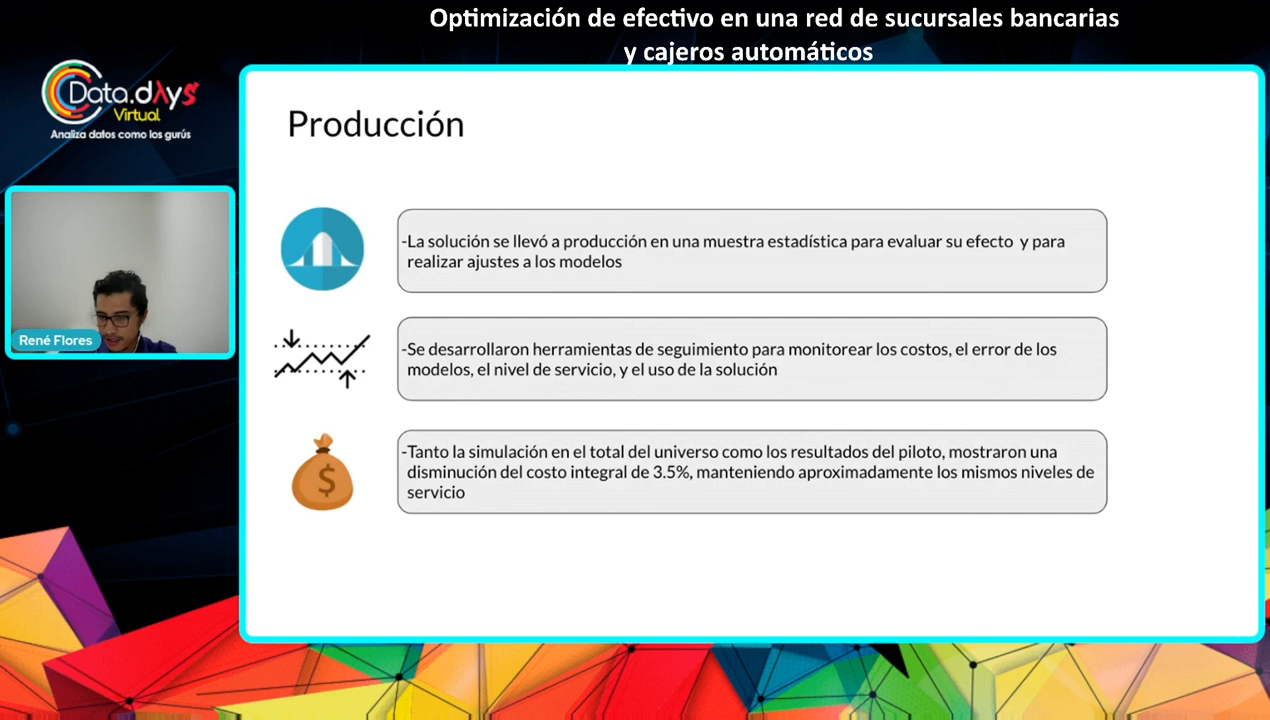 Optimización de efectivo en una red de sucursales bancarias
y cajeros automáticos
Data.dAys
Virtual
Analiza datos como los gurús
René Flores
Producción
-La solución se llevó a producción en una muestra estadística para evaluar su efecto y para
realizar ajustes a los modelos
-Se desarrollaron herramientas de seguimiento para monitorear los costos, el error de los
modelos, el nivel de servicio, y el uso de la solución
$
-Tanto la simulación en el total del universo como los resultados del piloto, mostraron una
disminución del costo integral de 3.5%, manteniendo aproximadamente los mismos niveles de
servicio